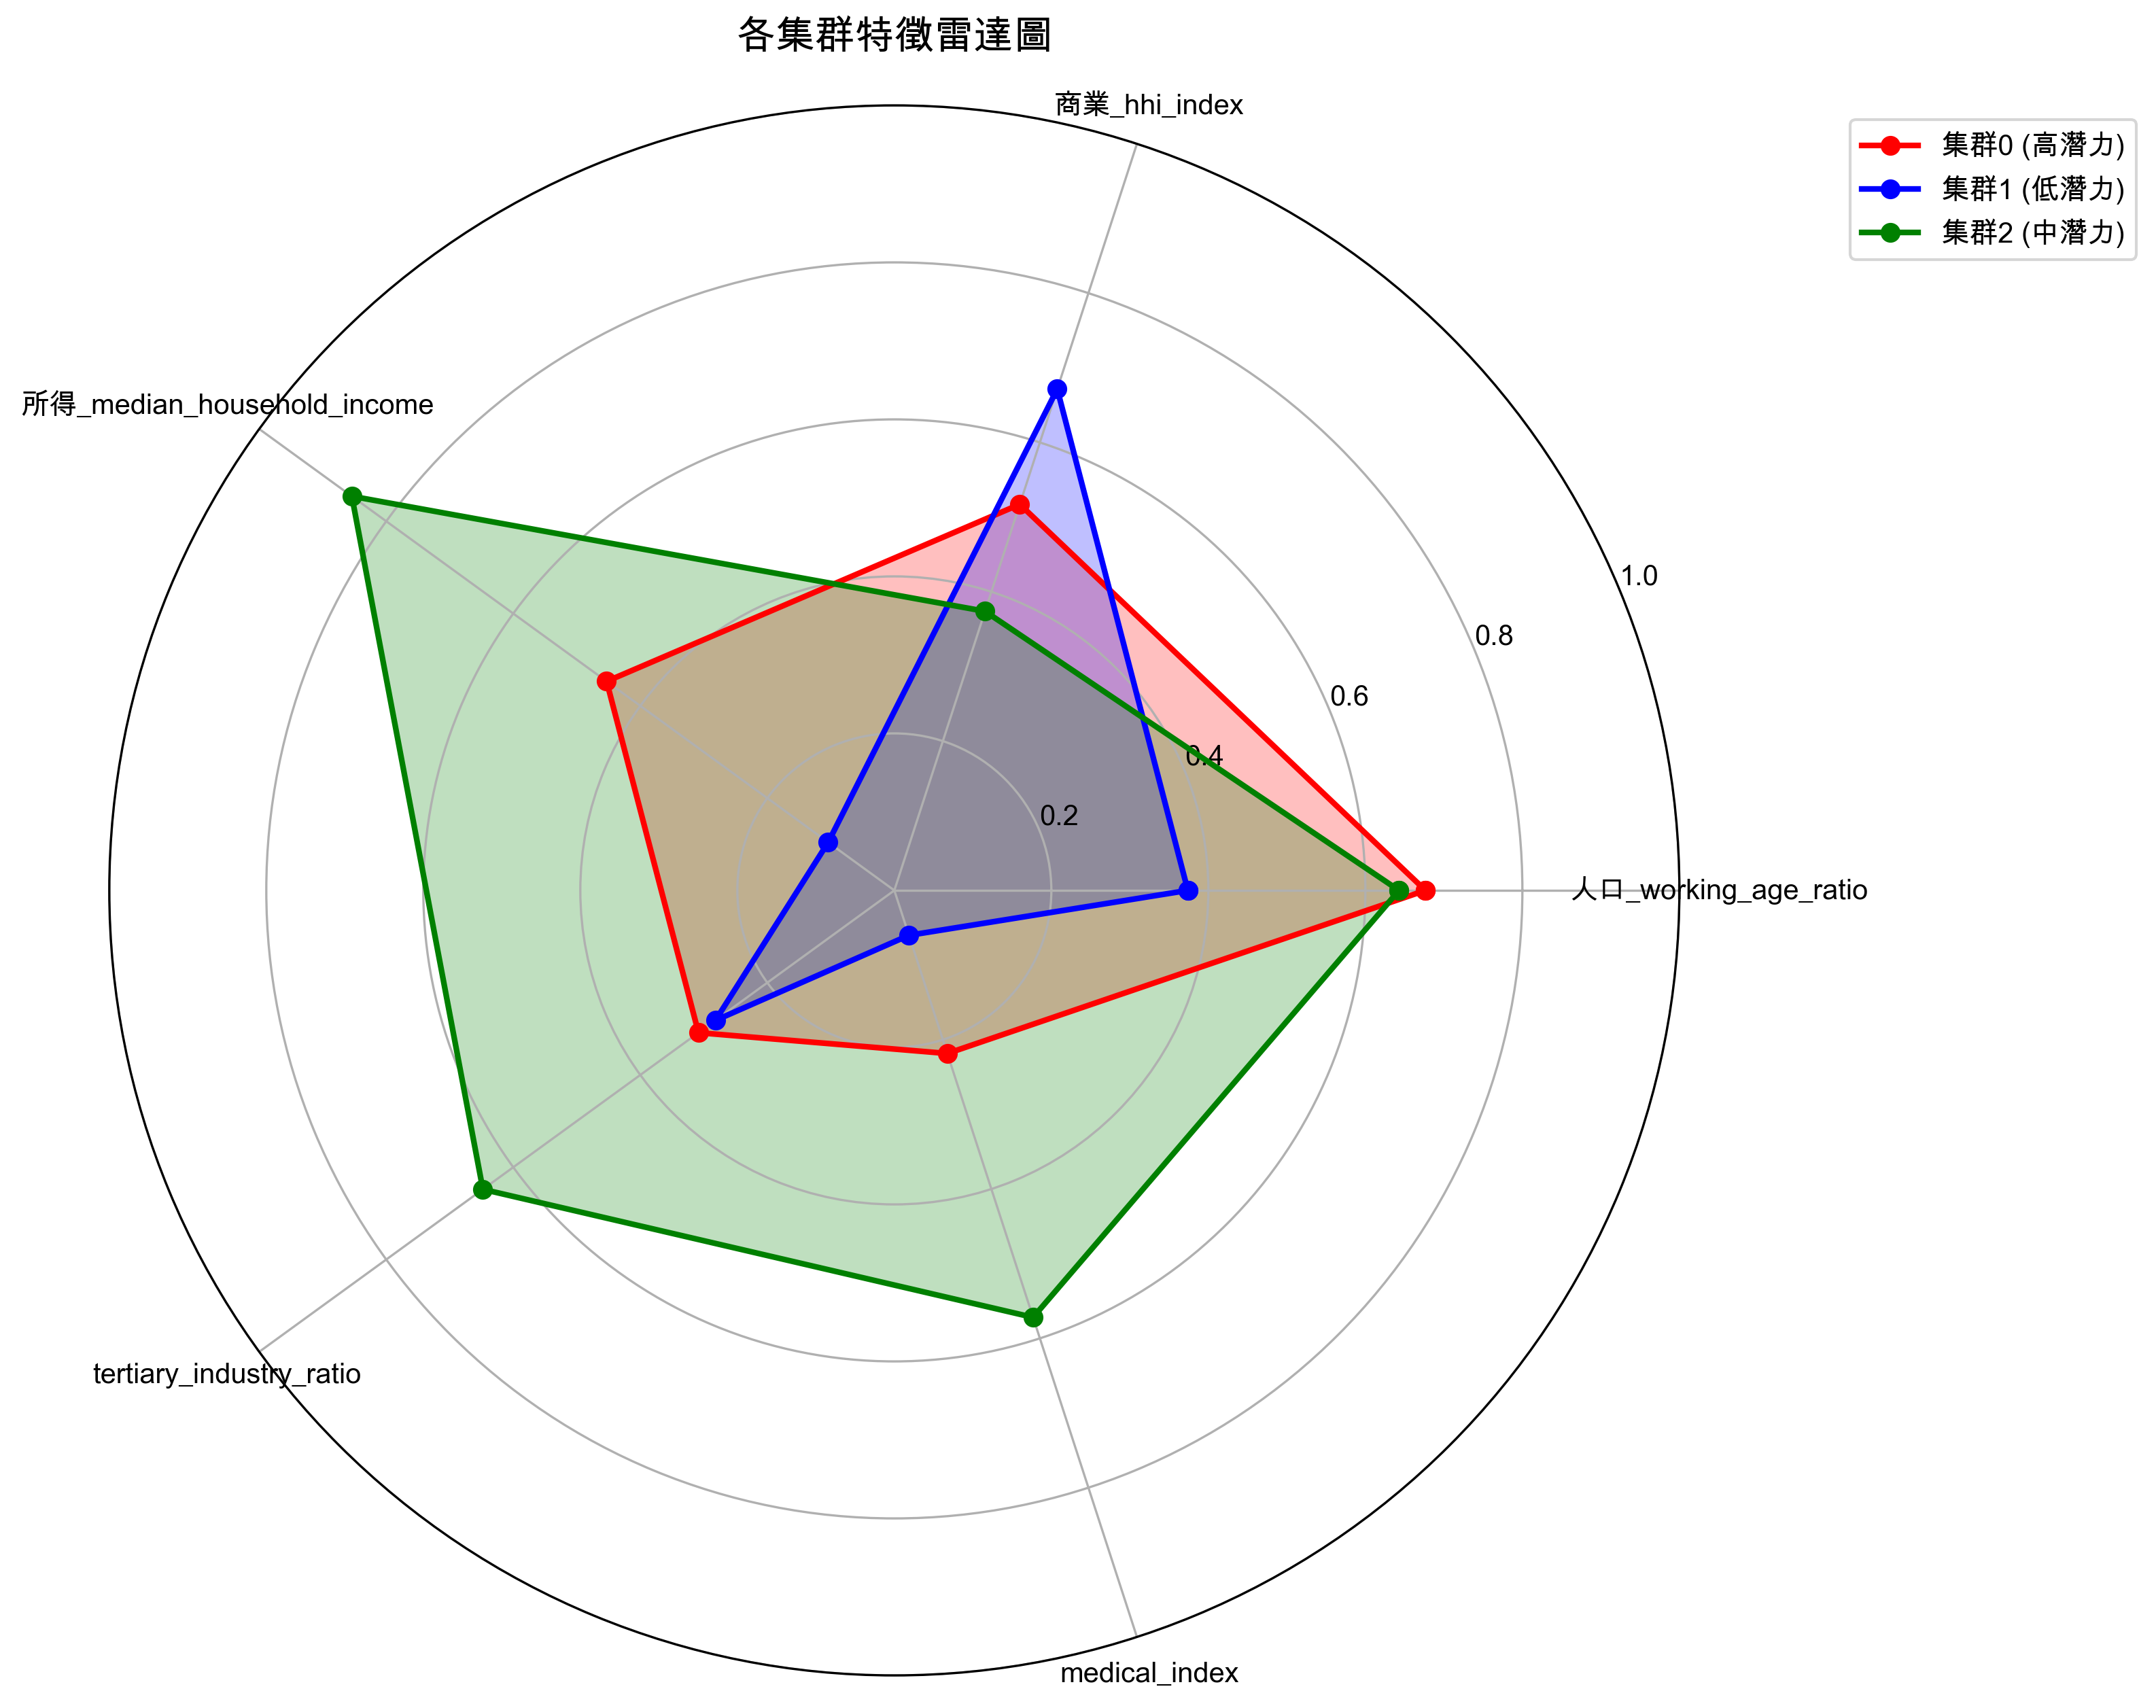 各集群特徵雷達圖
商業_hhi_index
集群0 (高潛力)
集群1 (低潛力)
集群2 (中潛力)
所得_median_household_income
1.0
0.8
0.6
0.4
0.2
人口_working_age_ratio
tertiary_industry_ratio
medical_index